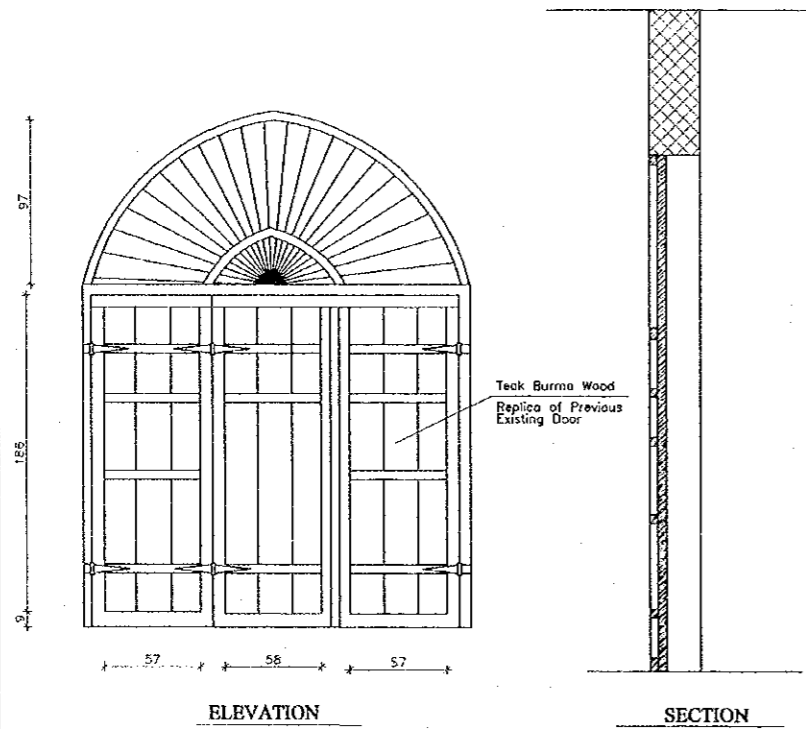 97
Teak Burma Wood
Replica of Previous
Existing Door
186
9
57
58
57
ELEVATION
SECTION